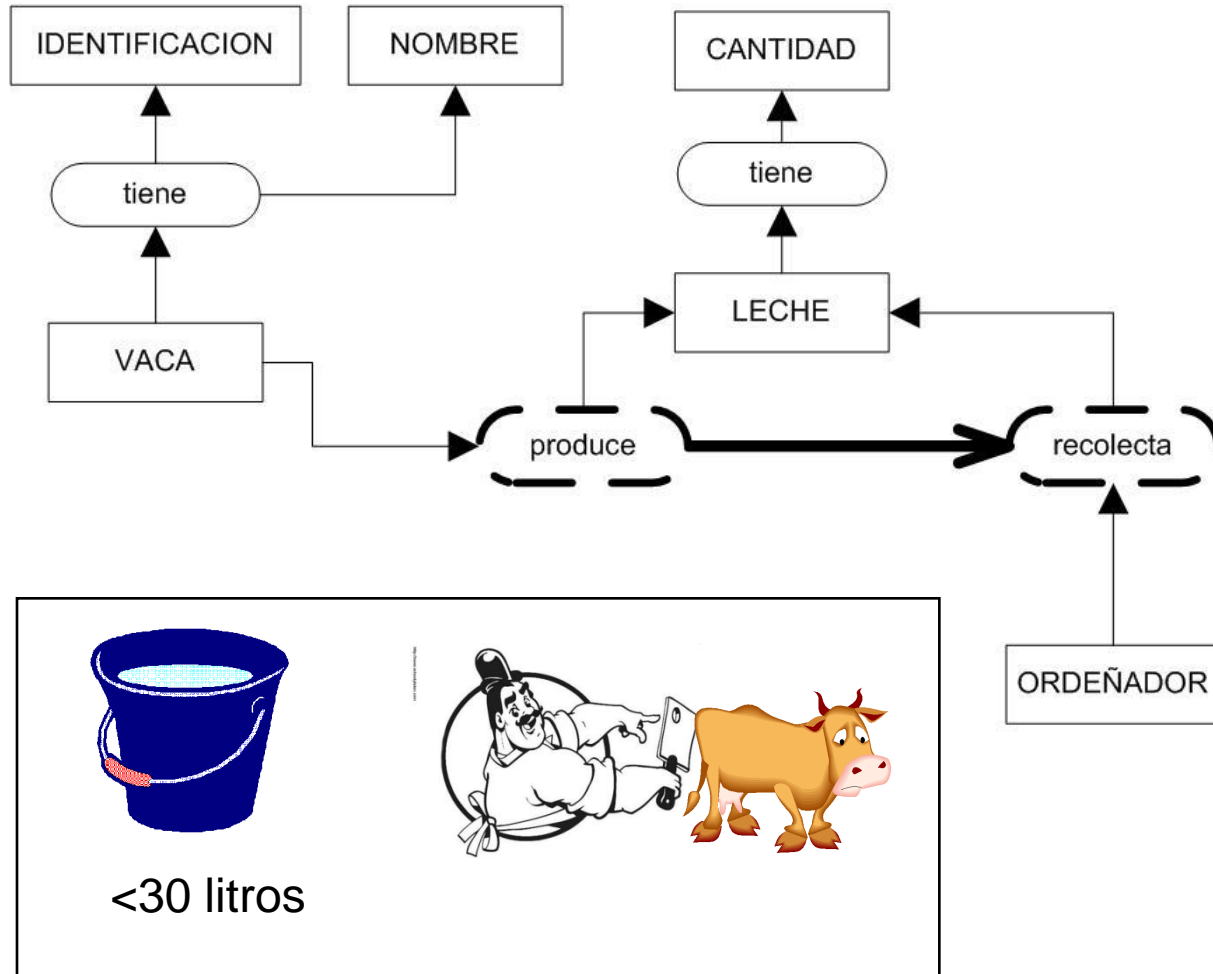 IDENTIFICACION
NOMBRE
CANTIDAD
tiene
tiene
LECHE
VACA
produce
recolecta
ORDEÑADOR
<30 litros